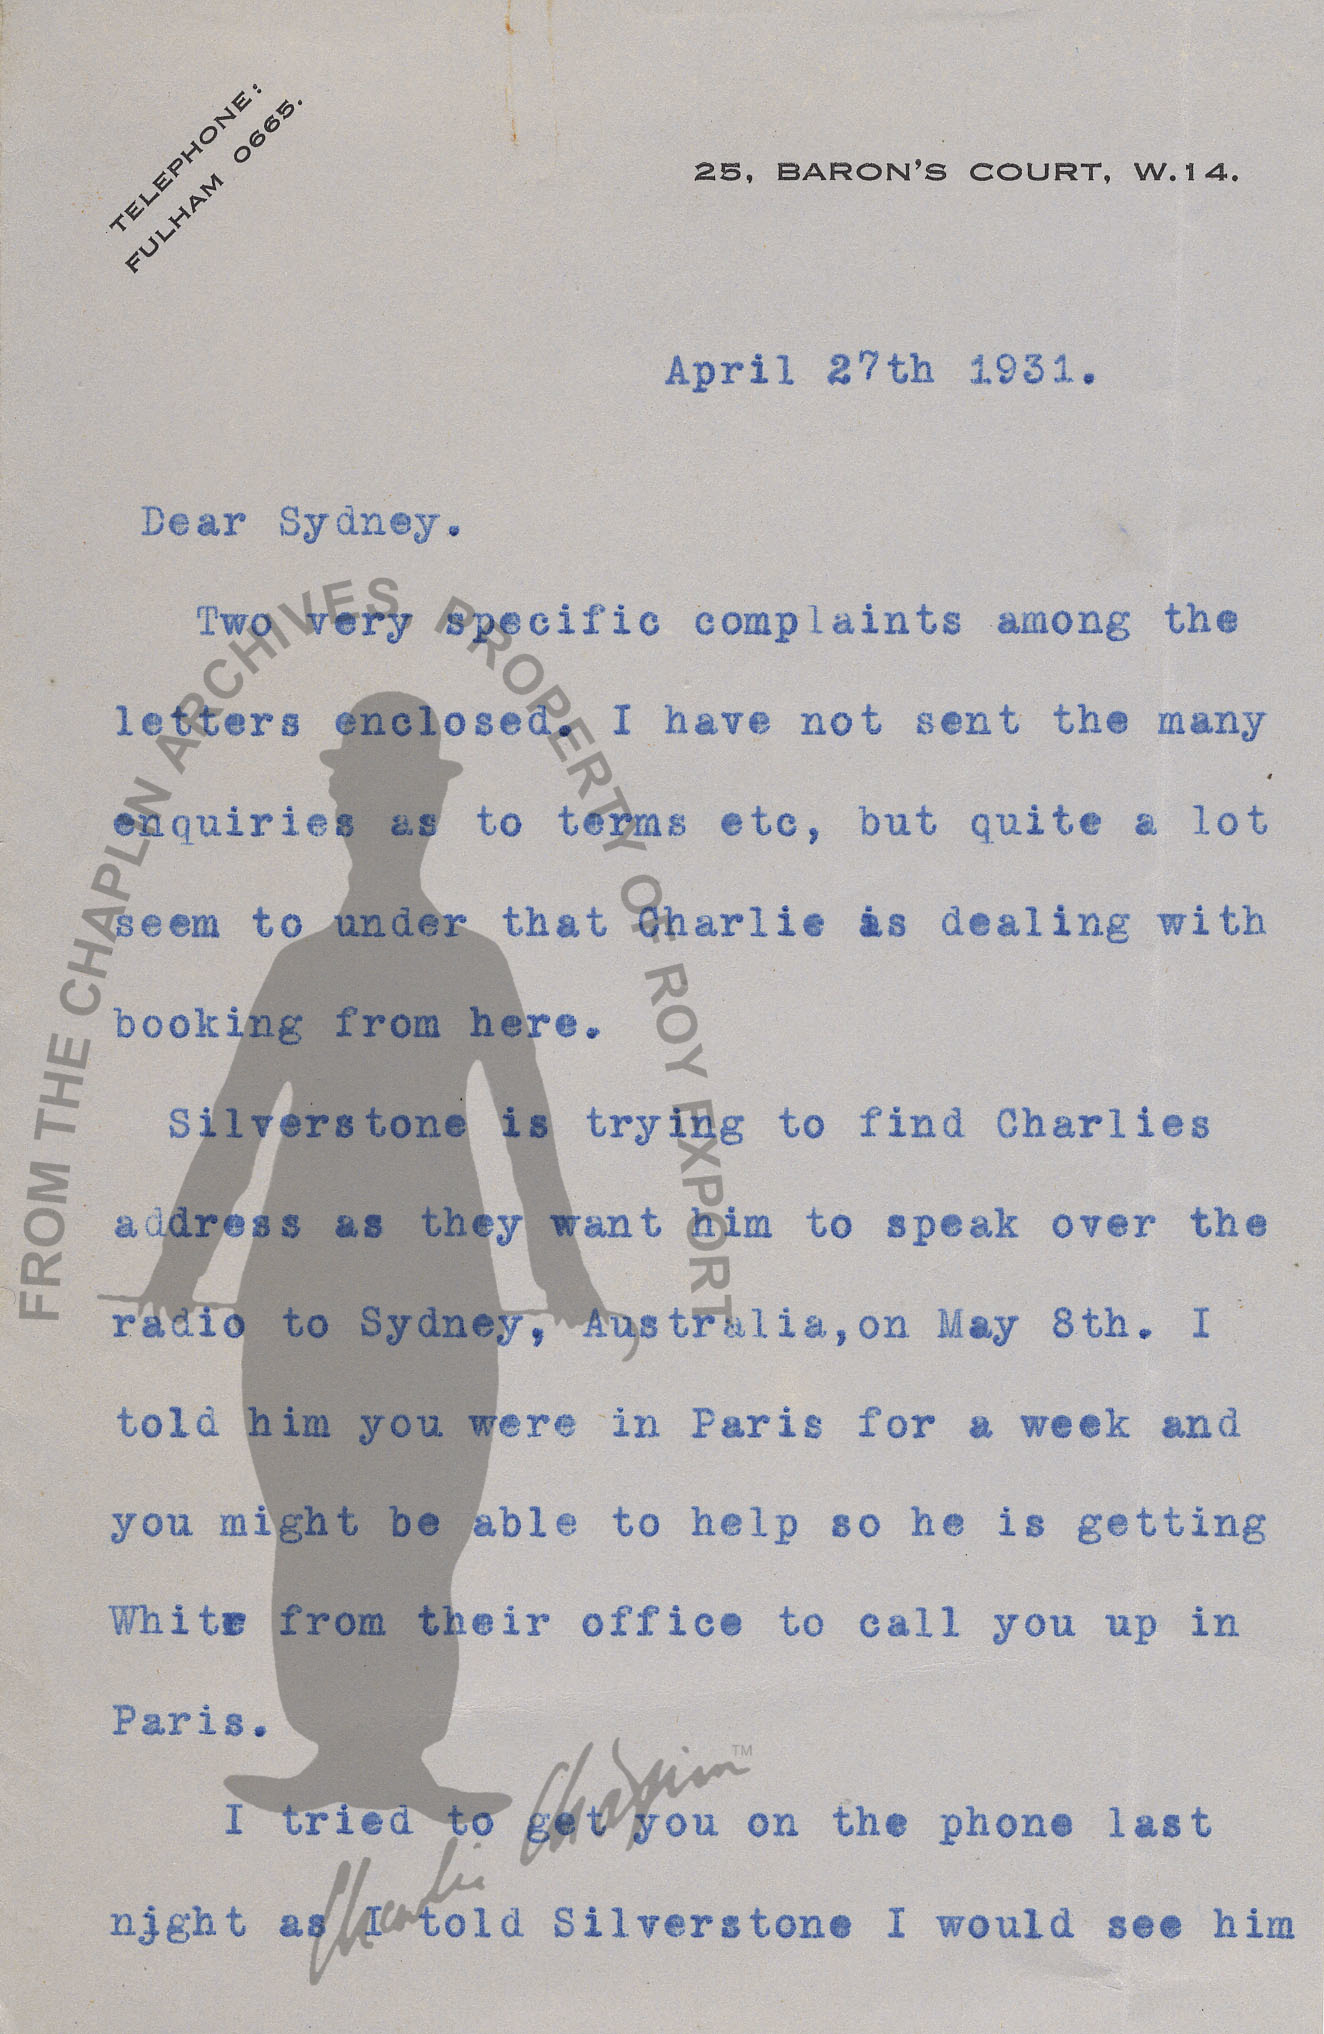 TELEPHONE:
FULHAM 0665.
25, BARON'S COURT, W.14.
April 27th 1931.
Dear Sydney.
Two very specific complaints among the
letters enclosed. I have not sent the many
enquiries as to terms etc, but quite a lot
seem to under that Charlie is dealing with
booking from here.
Silverstone is trying to find Charlies
address as they want him to speak over the
radio to Sydney, Australia,on May 8th. I
told him you were in Paris for a week and
you might be able to help so he is getting
White from their office to call you up in
Paris.
I tried to get you on the phone last
night as I told Silverstone I would see him
FROM THE CHAPLIN ARCHIVES PROPERTY OF ROY EXPORT
Charlie Chaplin™